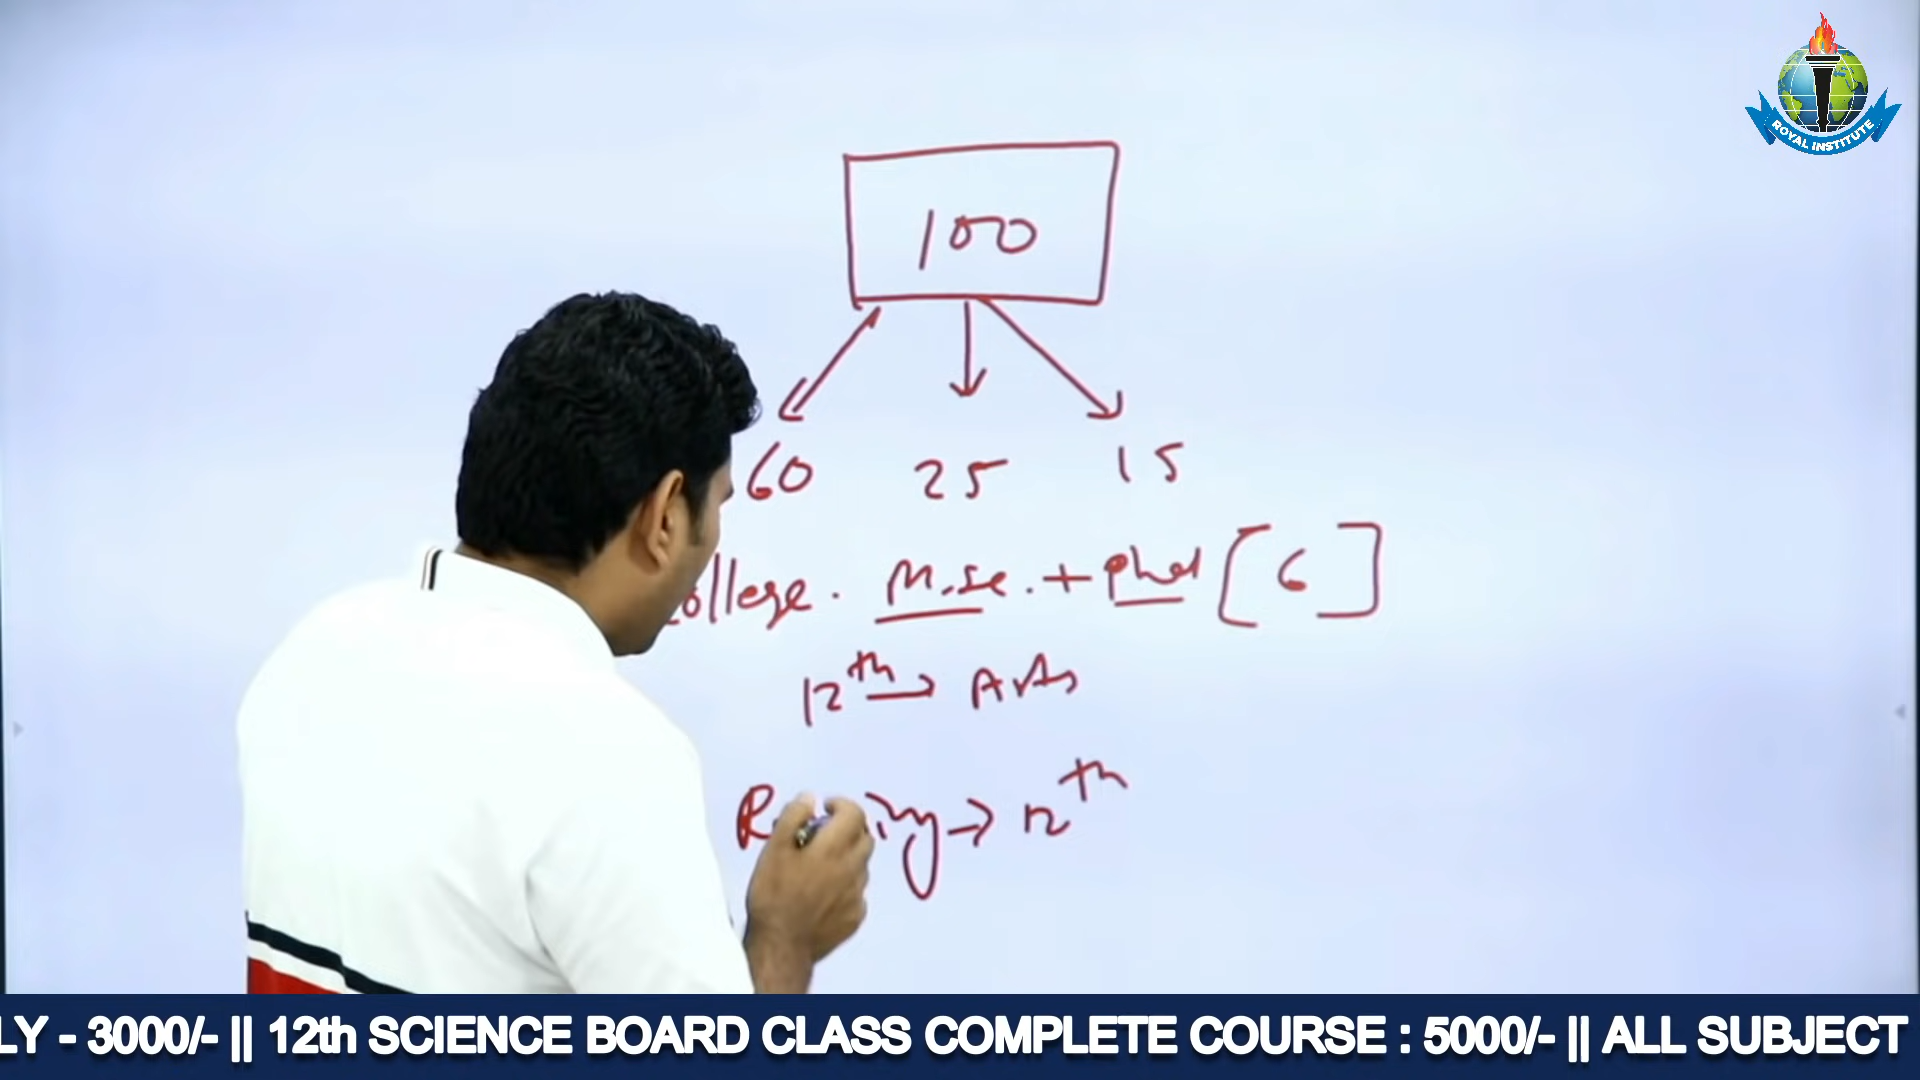 ROYAL INSTITUTE
100
60 25 15
ollege. M.Sc. + Phd [ 6 ]
12th → Arts
12th
LY - 3000/- || 12th SCIENCE BOARD CLASS COMPLETE COURSE : 5000/- || ALL SUBJECT